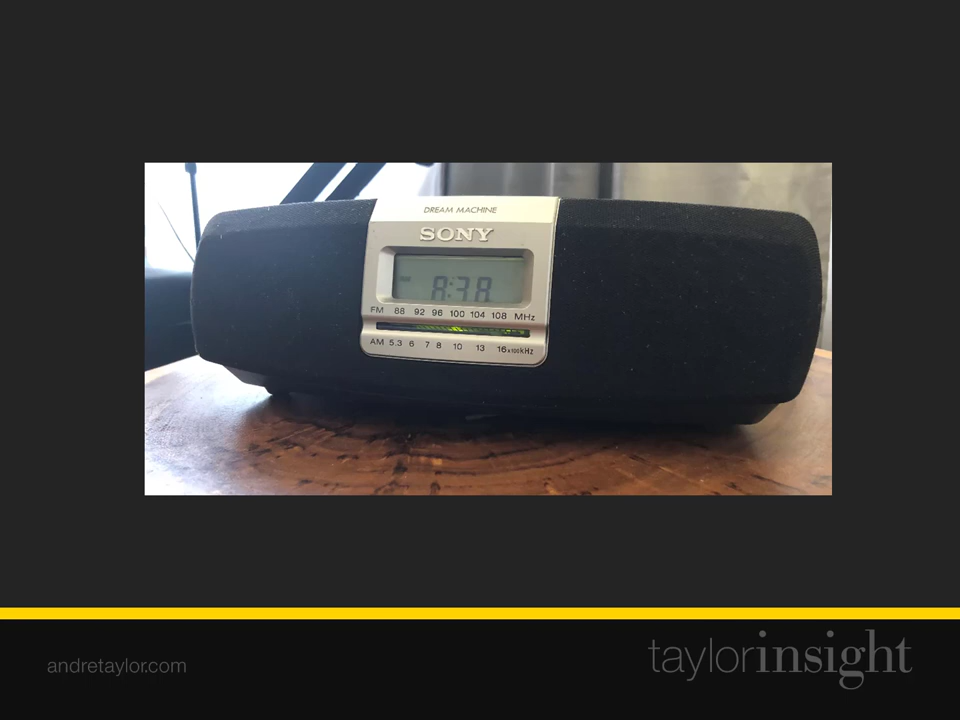 DREAM MACHINE
SONY
8:38
FM 88 92 96 100 104 108 MHz
AM 5.3 6 7 8 10 13 16x100kHz
andretaylor.com
taylorinsight